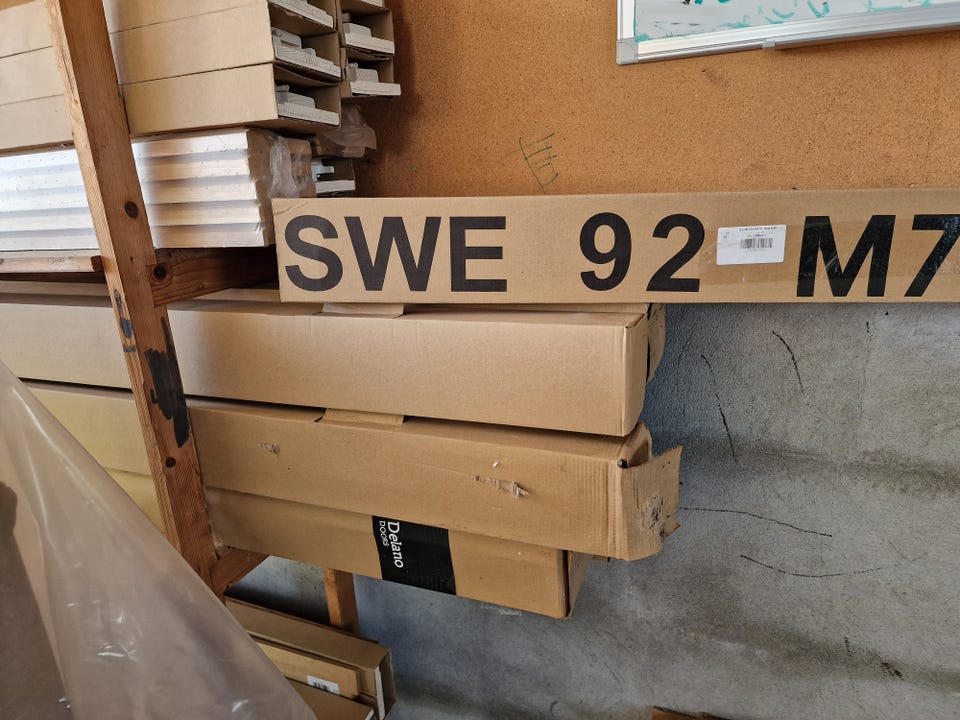 SWE 92 M7
Delano
DOORS